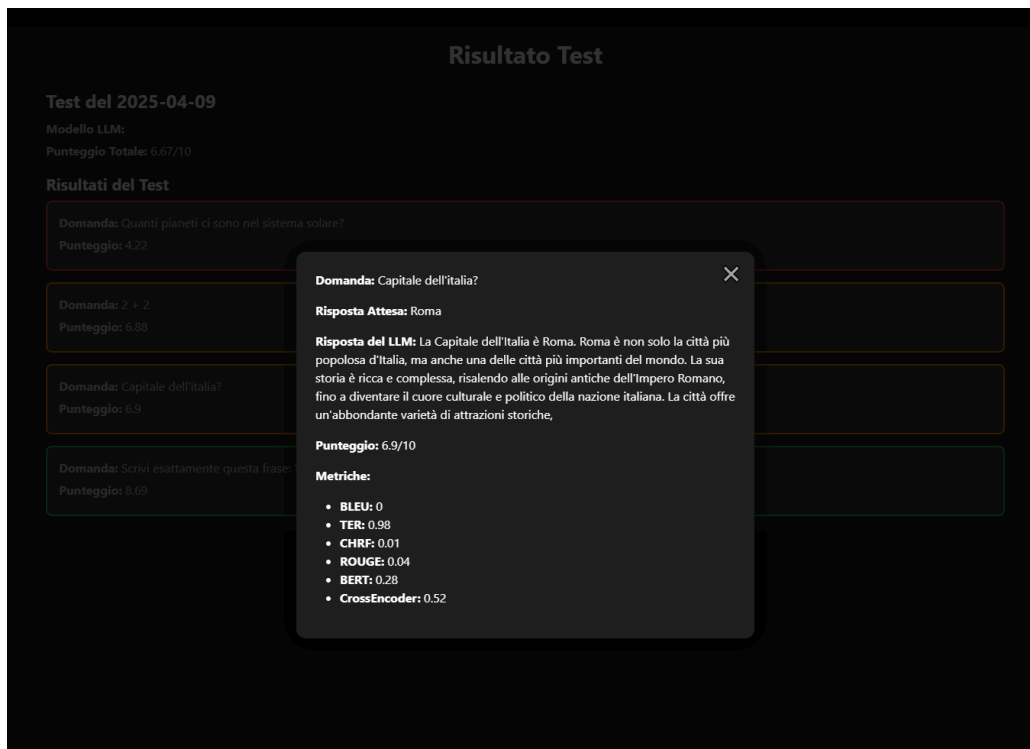 Risultato Test
Test del 2025-04-09
Modello LLM:
Punteggio Totale: 6.67/10
Risultati del Test
Domanda: Quanti pianeti ci sono nel sistema solare?
Punteggio: 4.22
Domanda: 2 + 2
Punteggio: 6.88
Domanda: Capitale dell'italia?
Punteggio: 6.9
Domanda: Scrivi esattamente questa frase:
Punteggio: 8.69
Domanda: Capitale dell'italia?
Risposta Attesa: Roma
Risposta del LLM: La Capitale dell'Italia è Roma. Roma è non solo la città più
popolosa d'Italia, ma anche una delle città più importanti del mondo. La sua
storia è ricca e complessa, risalendo alle origini antiche dell'Impero Romano,
fino a diventare il cuore culturale e politico della nazione italiana. La città offre
un'abbondante varietà di attrazioni storiche,
Punteggio: 6.9/10
Metriche:
• BLEU: 0
• TER: 0.98
• CHRF: 0.01
• ROUGE: 0.04
• BERT: 0.28
• CrossEncoder: 0.52